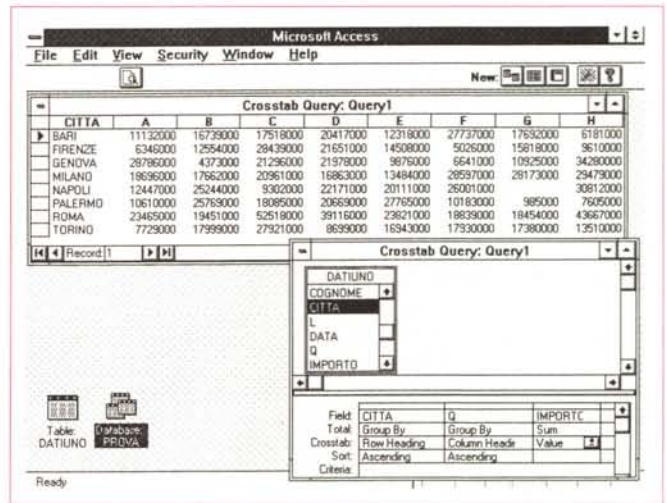 Microsoft Access
File Edit View Security Window Help
New:
Crosstab Query: Query1
CITTA A B C D E F G H
BARI 11132000 16739000 17518000 20417000 12318000 27737000 17692000 6181000
FIRENZE 6346000 12554000 28439000 21651000 14508000 5026000 15818000 9610000
GENOVA 28786000 4373000 21296000 21978000 9876000 6641000 10925000 34280000
MILANO 18696000 17662000 20961000 16863000 13484000 28597000 28173000 29479000
NAPOLI 12447000 25244000 9302000 22171000 20111000 26001000 30812000
PALERMO 10610000 25769000 18085000 20669000 27765000 10183000 985000 7605000
ROMA 23465000 19451000 52518000 39116000 23821000 18839000 18454000 43667000
TORINO 7729000 17999000 27921000 8699000 16943000 17930000 17380000 13510000
Record: 1
Crosstab Query: Query1
DATIUNO
COGNOME
CITTA
L
DATA
Q
IMPORTO
Field: CITTA Q IMPORTC
Total: Group By Group By Sum
Crosstab: Row Heading Column Heade Value
Sort: Ascending Ascending
Criteria:
Table:
DATIUNO
Database:
PROVA
Ready